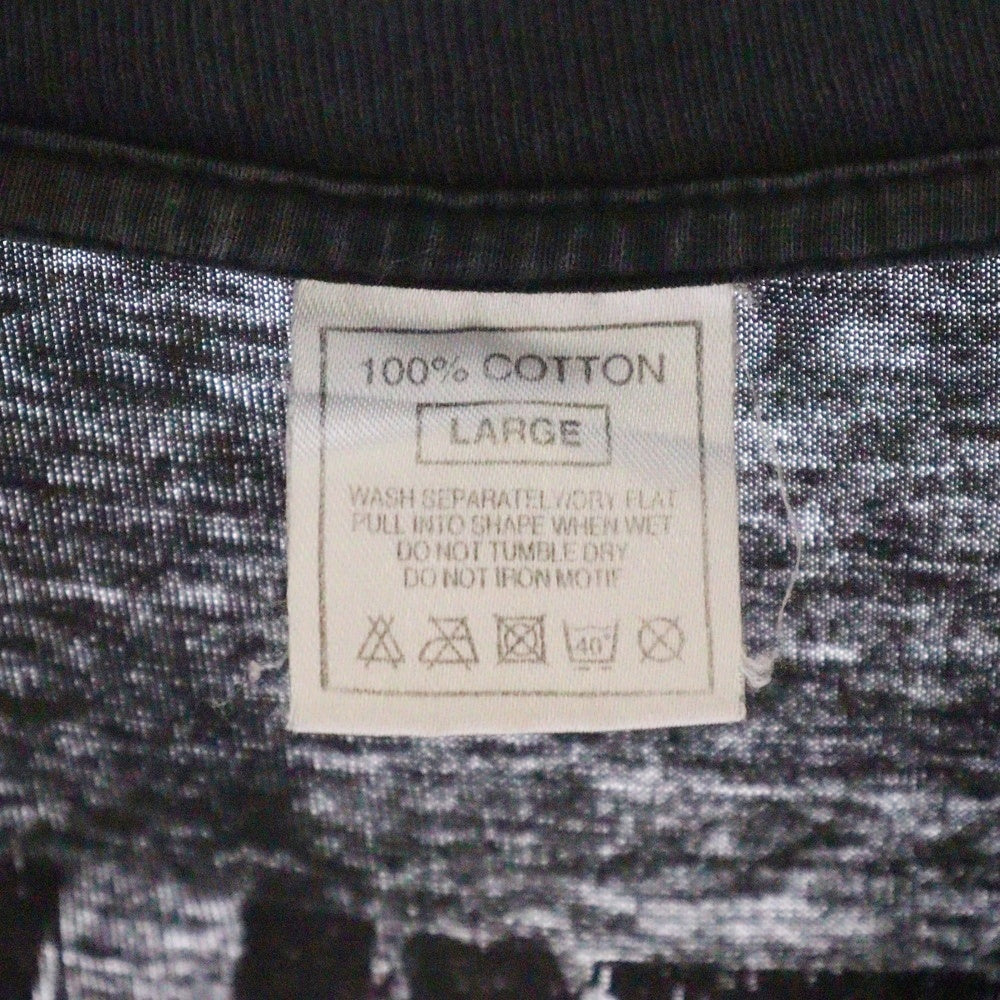 100% COTTON
LARGE
WASH SEPARATELY/DRY FLAT
PULL INTO SHAPE WHEN WET
DO NOT TUMBLE DRY
DO NOT IRON MOTIF
40°